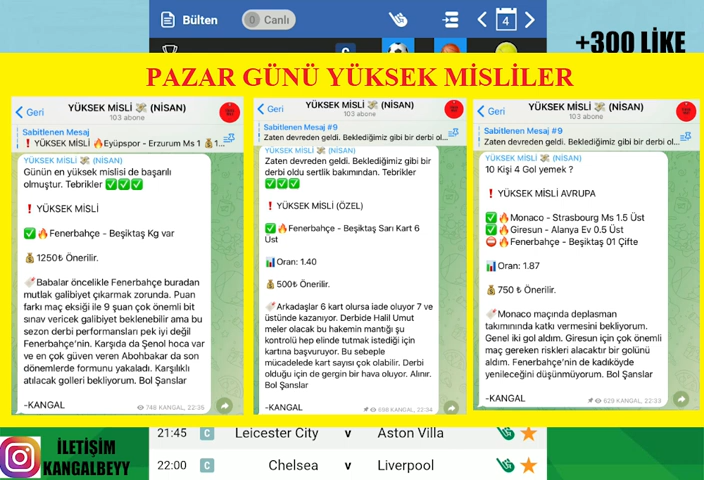 Bülten
0 Canlı
4
+300 LİKE
PAZAR GÜNÜ YÜKSEK MİSLİLER
Geri
YÜKSEK MİSLİ 💸 (NİSAN)
103 abone
Sabitlenen Mesaj
❗ YÜKSEK MİSLİ 🔥Eyüpspor - Erzurum Ms 1 💰1...
YÜKSEK MİSLİ 💸 (NİSAN)
Günün en yüksek mislisi de başarılı
olmuştur. Tebrikler ✅✅✅
❗ YÜKSEK MİSLİ
✅🔥Fenerbahçe - Beşiktaş Kg var
💰1250₺ Önerilir.
🚀Babalar öncelikle Fenerbahçe buradan
mutlak galibiyet çıkarmak zorunda. Puan
farkı maç eksiği ile 9 şuan çok önemli bit
sınav vericek galibiyet beklenebilir ama bu
sezon derbi performansları pek iyi değil
Fenerbahçe'nin. Karşıda da Şenol hoca var
ve en çok güven veren Abohbakar da son
dönemlerde formunu yakaladı. Karşılıklı
atılacak golleri bekliyorum. Bol Şanslar
-KANGAL
748 KANGAL, 22:35
Geri
YÜKSEK MİSLİ 💸 (NİSAN)
103 abone
Sabitlenen Mesaj #9
Zaten devreden geldi. Beklediğimiz gibi bir derbi ol...
YÜKSEK MİSLİ 💸 (NİSAN)
Zaten devreden geldi. Beklediğimiz gibi bir
derbi oldu sertlik bakımından. Tebrikler
✅✅✅
❗ YÜKSEK MİSLİ (ÖZEL)
✅🔥Fenerbahçe - Beşiktaş Sarı Kart 6
Üst
📊Oran: 1.40
💰500₺ Önerilir.
🚀Arkadaşlar 6 kart olursa iade oluyor 7 ve
üstünde kazanıyor. Derbide Halil Umut
meler olacak bu hakemin mantığı şu
kontrolü hep elinde tutmak istediği için
kartına başvuruyor. Bu sebeple
mücadelede kart sayısı çok olabilir. Derbi
olduğu için de gergin bir hava oluyor. Alınır.
Bol Şanslar
-KANGAL
698 KANGAL, 22:34
Geri
YÜKSEK MİSLİ 💸 (NİSAN)
103 abone
Sabitlenen Mesaj #9
Zaten devreden geldi. Beklediğimiz gibi bir derbi ol...
YÜKSEK MİSLİ 💸 (NİSAN)
10 Kişi 4 Gol yemek ?
❗ YÜKSEK MİSLİ AVRUPA
✅🔥Monaco - Strasbourg Ms 1.5 Üst
✅🔥Giresun - Alanya Ev 0.5 Üst
⛔🔥Fenerbahçe - Beşiktaş 01 Çifte
📊Oran: 1.87
💰750 ₺ Önerilir.
🚀Monaco maçında deplasman
takımınında katkı vermesini bekliyorum.
Genel iki gol aldım. Giresun için çok önemli
maç gereken riskleri alacaktır bir golünü
aldım. Fenerbahçe'nin de kadıköyde
yenileceğini düşünmüyorum. Bol Şanslar
-KANGAL
629 KANGAL, 22:33
21:45 C Leicester City v Aston Villa
22:00 C Chelsea v Liverpool
İLETİŞİM
KANGALBEYY